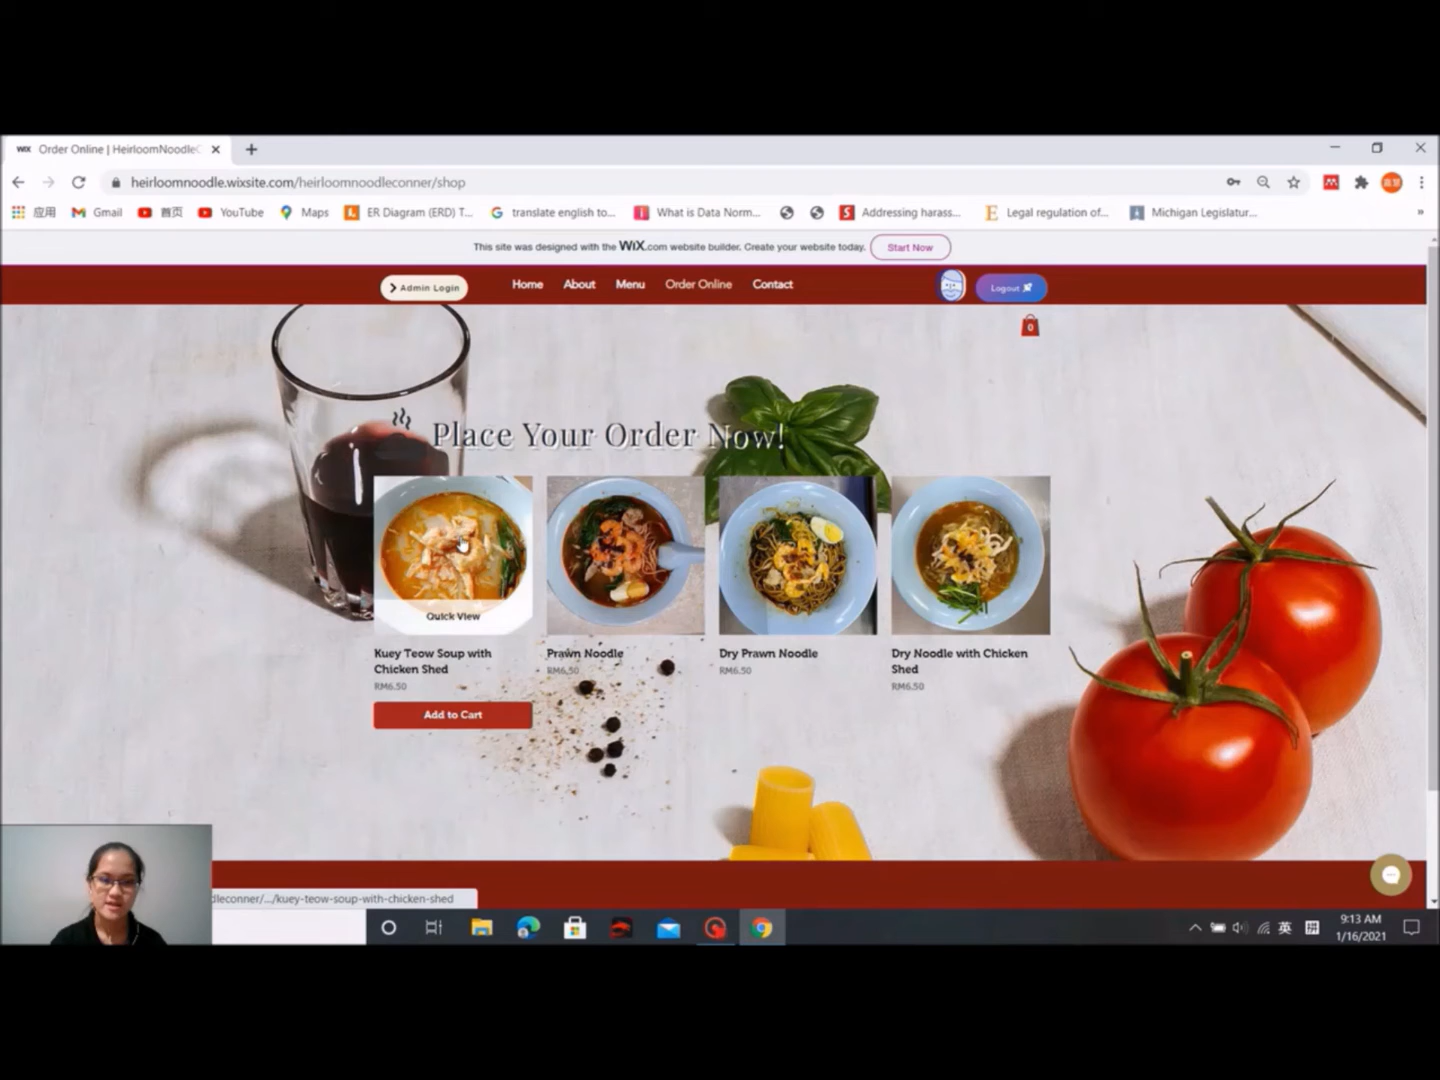 WIX Order Online | HeirloomNoodleC
heirloomnoodle.wixsite.com/heirloomnoodleconner/shop
应用 Gmail 首页 YouTube Maps ER Diagram (ERD) T... translate english to... What is Data Norm... Addressing harass... Legal regulation of... Michigan Legislatur... »
This site was designed with the WiX.com website builder. Create your website today. Start Now
Admin Login Home About Menu Order Online Contact Logout
0
Place Your Order Now!
Quick View
Kuey Teow Soup with Chicken Shed
RM6.50
Add to Cart
Prawn Noodle
RM6.50
Dry Prawn Noodle
RM6.50
Dry Noodle with Chicken Shed
RM6.50
dleconner/.../kuey-teow-soup-with-chicken-shed
英
9:13 AM
1/16/2021